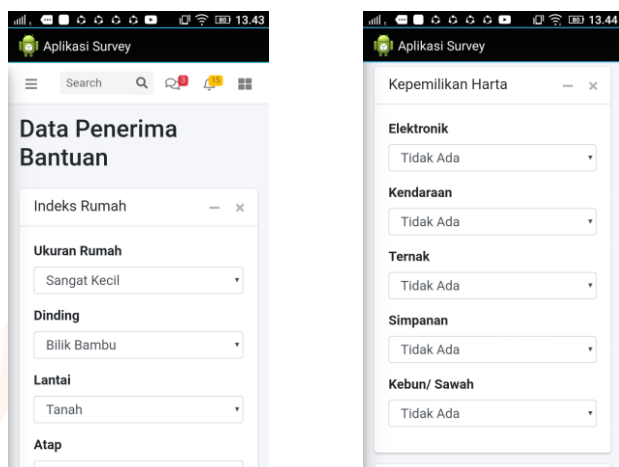 13.43
Aplikasi Survey
Search
15
Data Penerima
Bantuan
Indeks Rumah
Ukuran Rumah
Sangat Kecil
Dinding
Bilik Bambu
Lantai
Tanah
Atap
13.44
Aplikasi Survey
Kepemilikan Harta
Elektronik
Tidak Ada
Kendaraan
Tidak Ada
Ternak
Tidak Ada
Simpanan
Tidak Ada
Kebun/ Sawah
Tidak Ada